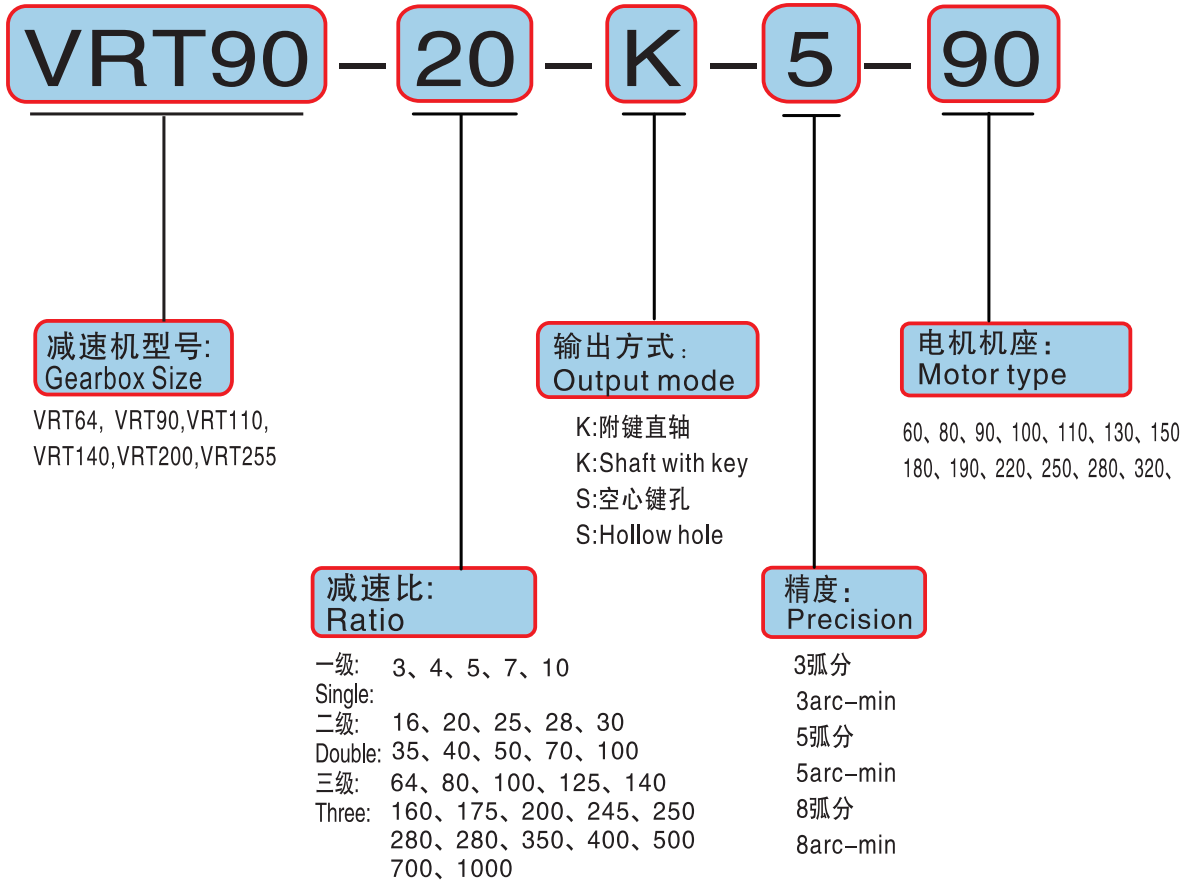 VRT90 — 20 — K — 5 — 90
减速机型号:
Gearbox Size
VRT64, VRT90,VRT110,
VRT140,VRT200,VRT255
输出方式：
Output mode
K:附键直轴
K:Shaft with key
S:空心键孔
S:Hollow hole
电机机座：
Motor type
60、80、90、100、110、130、150
180、190、220、250、280、320、
减速比:
Ratio
一级: 3、4、5、7、10
Single:
二级: 16、20、25、28、30
Double: 35、40、50、70、100
三级: 64、80、100、125、140
Three: 160、175、200、245、250
280、280、350、400、500
700、1000
精度：
Precision
3弧分
3arc–min
5弧分
5arc–min
8弧分
8arc–min